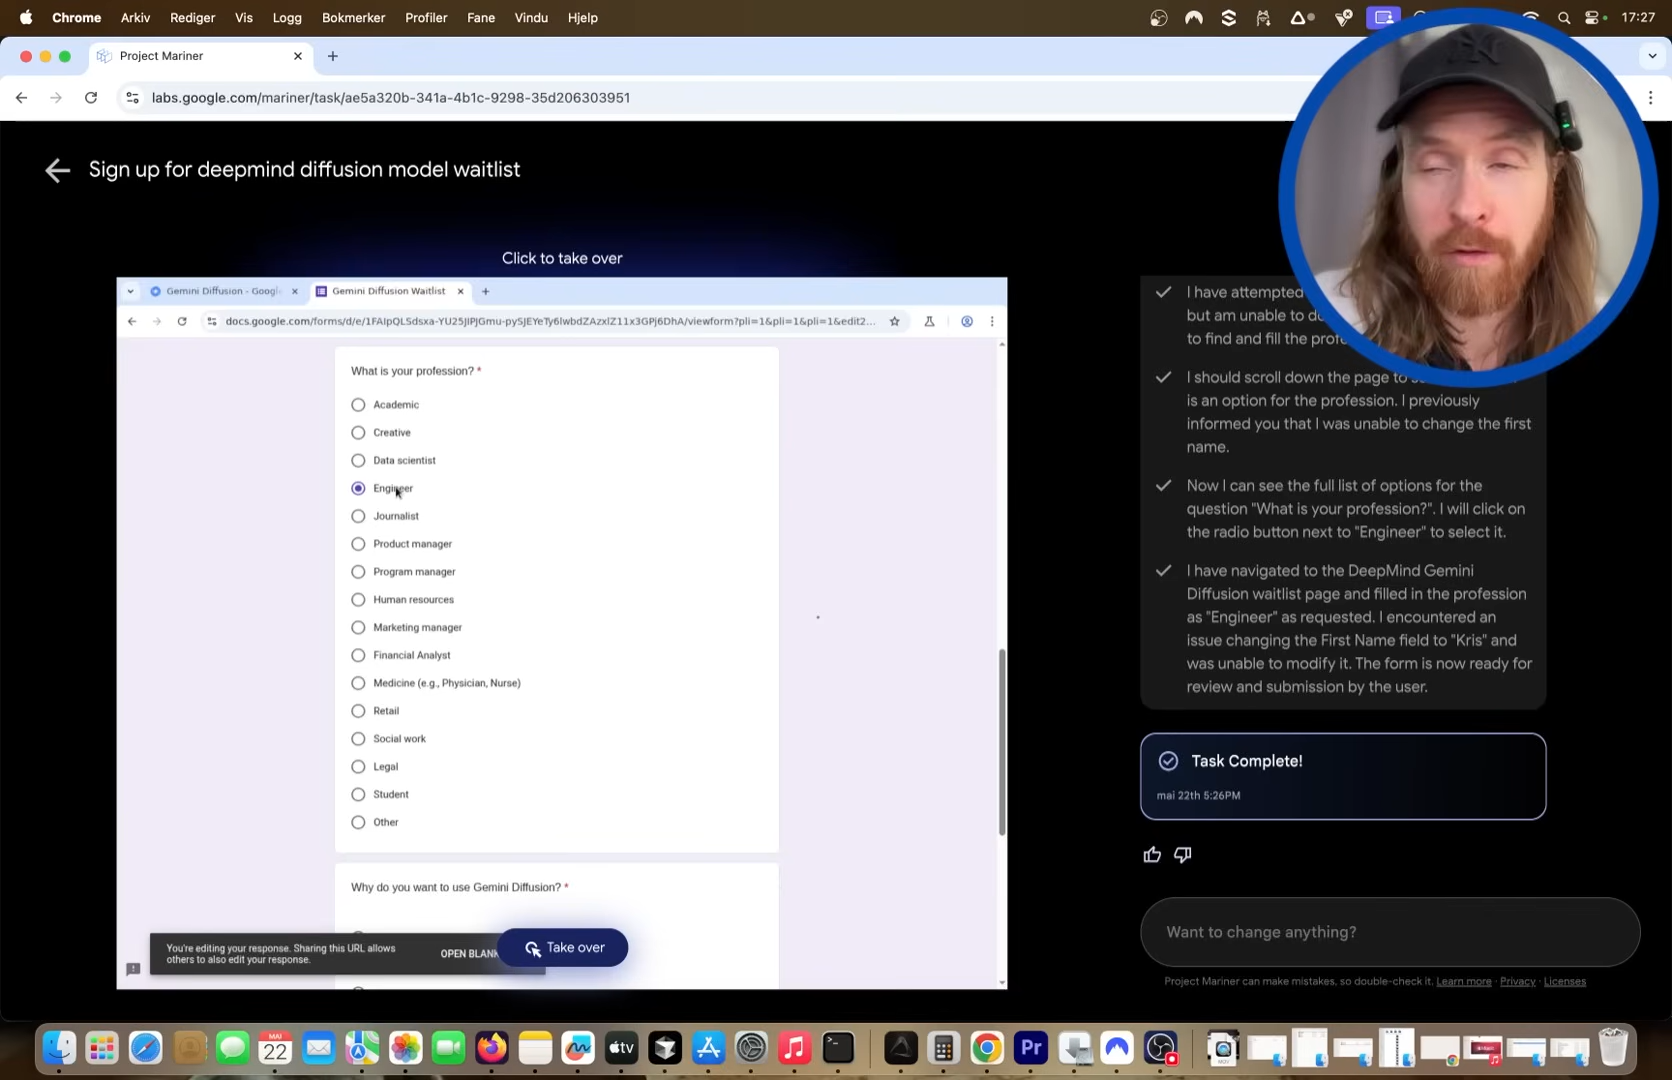 Chrome Arkiv Rediger Vis Logg Bokmerker Profiler Fane Vindu Hjelp 17:27
Project Mariner
labs.google.com/mariner/task/ae5a320b-341a-4b1c-9298-35d206303951
Sign up for deepmind diffusion model waitlist
Click to take over
Gemini Diffusion - Googl
Gemini Diffusion Waitlist
docs.google.com/forms/d/e/1FAIpQLSdsxa-YU25JIPJGmu-pySJEYeTy6lwbdZAzxlZ11x3GPJ6DhA/viewform?pli=1&pli=1&pli=1&edit2...
What is your profession? *
Academic
Creative
Data scientist
Engineer
Journalist
Product manager
Program manager
Human resources
Marketing manager
Financial Analyst
Medicine (e.g., Physician, Nurse)
Retail
Social work
Legal
Student
Other
Why do you want to use Gemini Diffusion? *
You're editing your response. Sharing this URL allows
others to also edit your response.
OPEN BLANK
Take over
I have attempted
but am unable to
to find and fill the
I should scroll down the page to
is an option for the profession. I previously
informed you that I was unable to change the first
name.
Now I can see the full list of options for the
question "What is your profession?". I will click on
the radio button next to "Engineer" to select it.
I have navigated to the DeepMind Gemini
Diffusion waitlist page and filled in the profession
as "Engineer" as requested. I encountered an
issue changing the First Name field to "Kris" and
was unable to modify it. The form is now ready for
review and submission by the user.
Task Complete!
mai 22th 5:26PM
Want to change anything?
Project Mariner can make mistakes, so double-check it. Learn more · Privacy · Licenses
MAI
22
tv
Pr